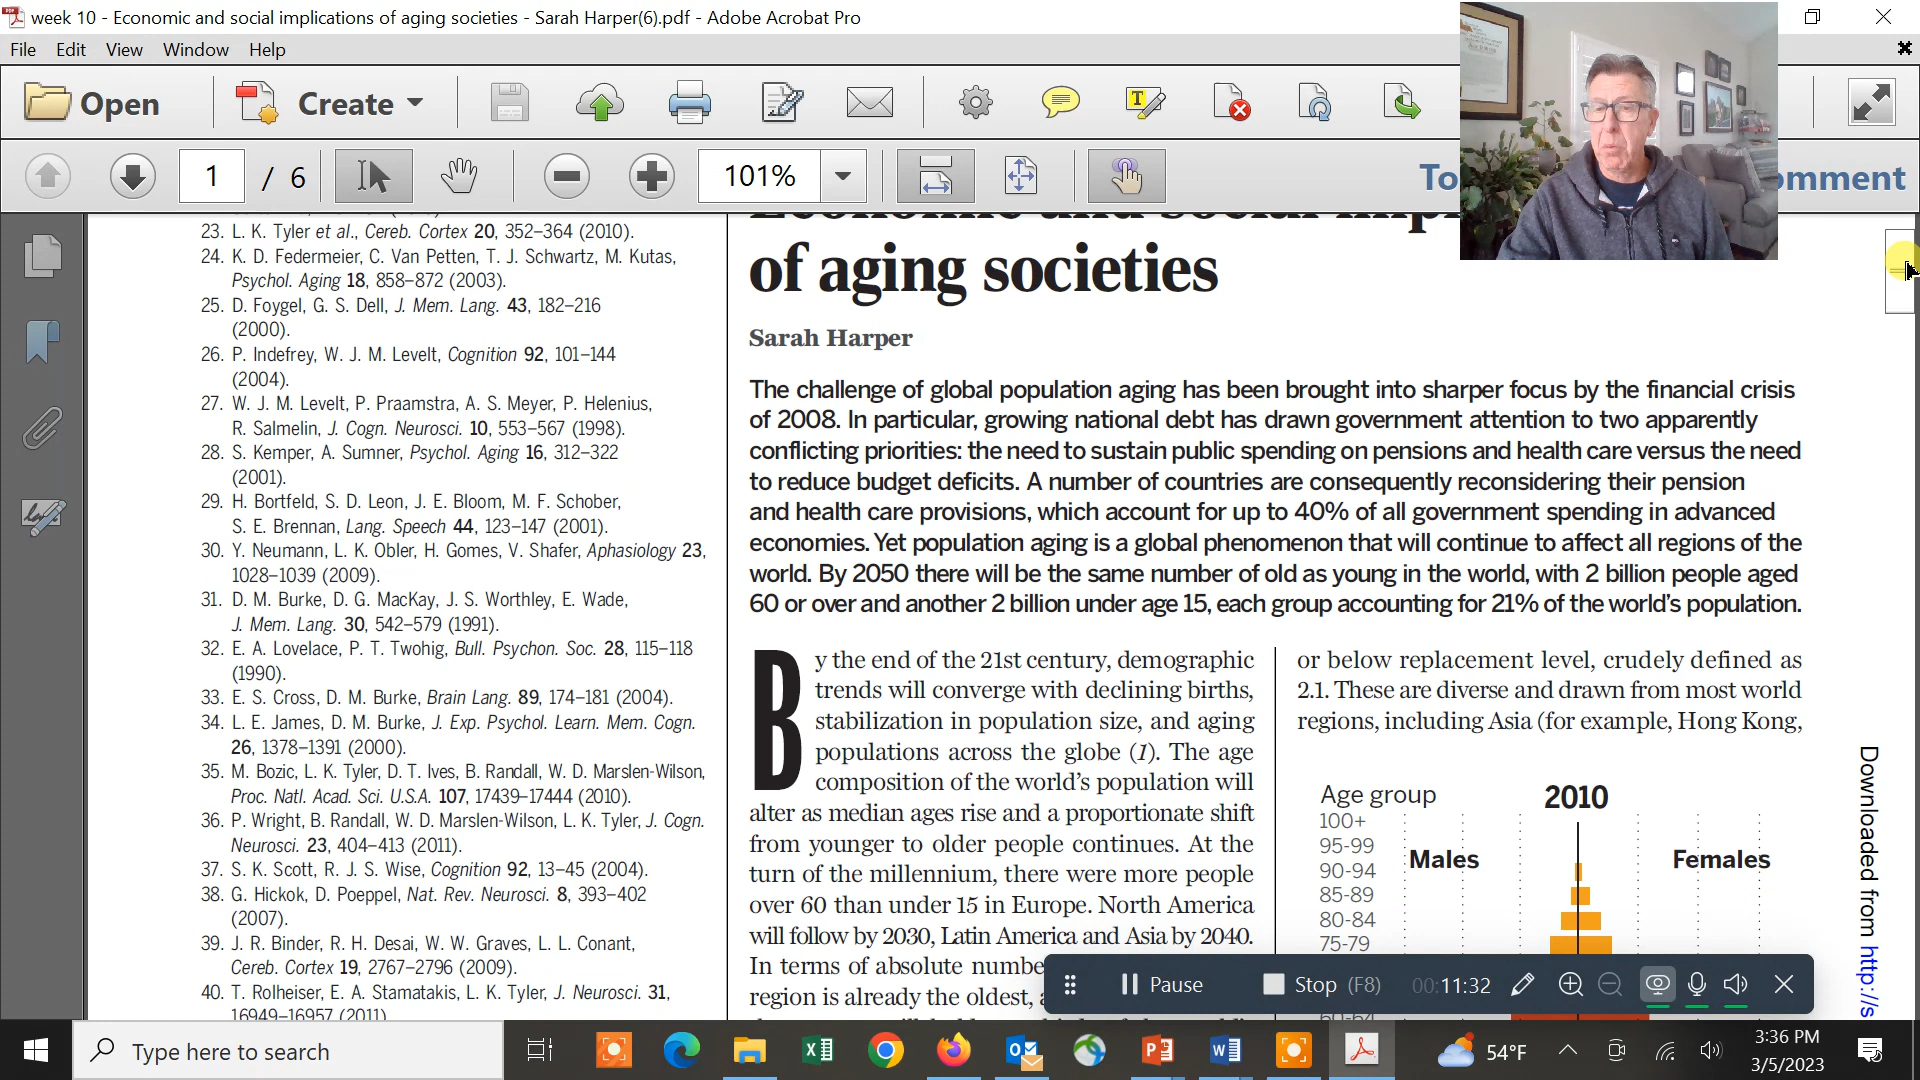 week 10 - Economic and social implications of aging societies - Sarah Harper(6).pdf - Adobe Acrobat Pro
File Edit View Window Help
Open Create
1 / 6 101% To omment
23. L. K. Tyler et al., Cereb. Cortex 20, 352–364 (2010).
24. K. D. Federmeier, C. Van Petten, T. J. Schwartz, M. Kutas,
Psychol. Aging 18, 858–872 (2003).
25. D. Foygel, G. S. Dell, J. Mem. Lang. 43, 182–216
(2000).
26. P. Indefrey, W. J. M. Levelt, Cognition 92, 101–144
(2004).
27. W. J. M. Levelt, P. Praamstra, A. S. Meyer, P. Helenius,
R. Salmelin, J. Cogn. Neurosci. 10, 553–567 (1998).
28. S. Kemper, A. Sumner, Psychol. Aging 16, 312–322
(2001).
29. H. Bortfeld, S. D. Leon, J. E. Bloom, M. F. Schober,
S. E. Brennan, Lang. Speech 44, 123–147 (2001).
30. Y. Neumann, L. K. Obler, H. Gomes, V. Shafer, Aphasiology 23,
1028–1039 (2009).
31. D. M. Burke, D. G. MacKay, J. S. Worthley, E. Wade,
J. Mem. Lang. 30, 542–579 (1991).
32. E. A. Lovelace, P. T. Twohig, Bull. Psychon. Soc. 28, 115–118
(1990).
33. E. S. Cross, D. M. Burke, Brain Lang. 89, 174–181 (2004).
34. L. E. James, D. M. Burke, J. Exp. Psychol. Learn. Mem. Cogn.
26, 1378–1391 (2000).
35. M. Bozic, L. K. Tyler, D. T. Ives, B. Randall, W. D. Marslen-Wilson,
Proc. Natl. Acad. Sci. U.S.A. 107, 17439–17444 (2010).
36. P. Wright, B. Randall, W. D. Marslen-Wilson, L. K. Tyler, J. Cogn.
Neurosci. 23, 404–413 (2011).
37. S. K. Scott, R. J. S. Wise, Cognition 92, 13–45 (2004).
38. G. Hickok, D. Poeppel, Nat. Rev. Neurosci. 8, 393–402
(2007).
39. J. R. Binder, R. H. Desai, W. W. Graves, L. L. Conant,
Cereb. Cortex 19, 2767–2796 (2009).
40. T. Rolheiser, E. A. Stamatakis, L. K. Tyler, J. Neurosci. 31,
16949–16957 (2011).
Economic and social impl
of aging societies
Sarah Harper
The challenge of global population aging has been brought into sharper focus by the financial crisis
of 2008. In particular, growing national debt has drawn government attention to two apparently
conflicting priorities: the need to sustain public spending on pensions and health care versus the need
to reduce budget deficits. A number of countries are consequently reconsidering their pension
and health care provisions, which account for up to 40% of all government spending in advanced
economies. Yet population aging is a global phenomenon that will continue to affect all regions of the
world. By 2050 there will be the same number of old as young in the world, with 2 billion people aged
60 or over and another 2 billion under age 15, each group accounting for 21% of the world's population.
By the end of the 21st century, demographic
trends will converge with declining births,
stabilization in population size, and aging
populations across the globe (1). The age
composition of the world's population will
alter as median ages rise and a proportionate shift
from younger to older people continues. At the
turn of the millennium, there were more people
over 60 than under 15 in Europe. North America
will follow by 2030, Latin America and Asia by 2040.
In terms of absolute numbe
region is already the oldest, a
or below replacement level, crudely defined as
2.1. These are diverse and drawn from most world
regions, including Asia (for example, Hong Kong,
Age group 2010
100+
95-99
Males Females
90-94
85-89
80-84
75-79
60-64
Downloaded from http://s
Pause Stop (F8) 00:11:32
Type here to search
54°F
3:36 PM
3/5/2023